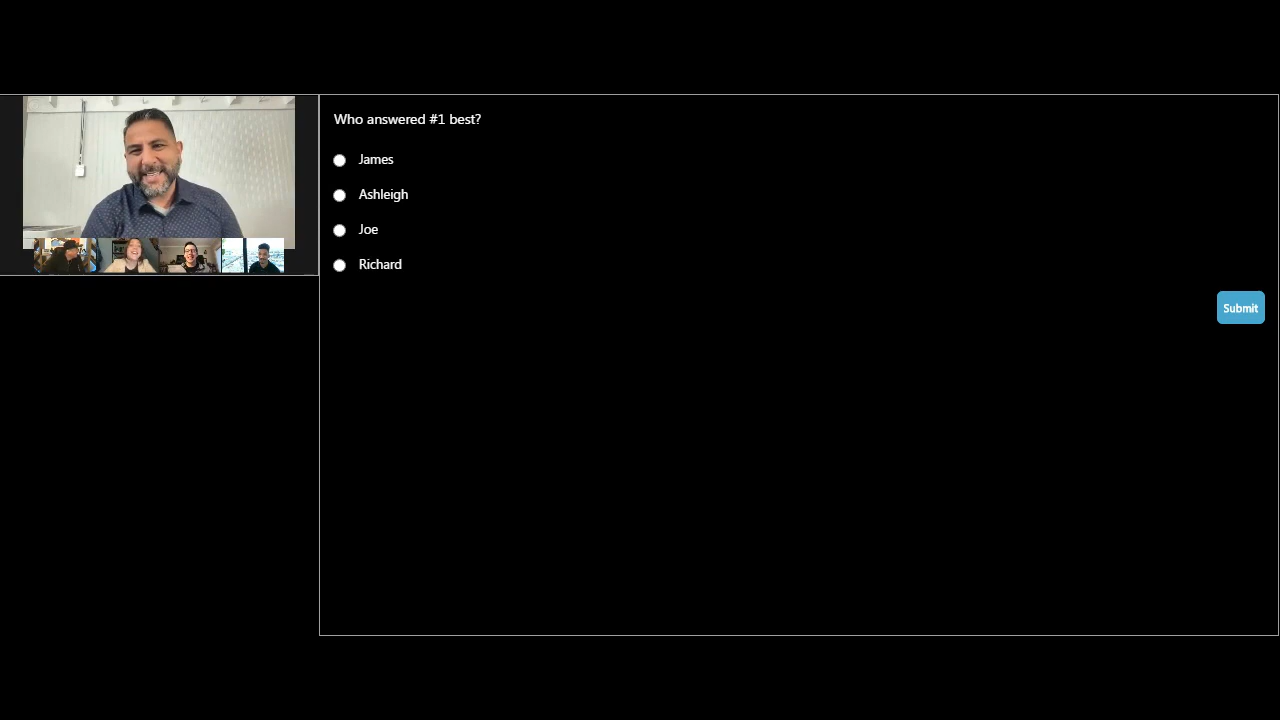 Who answered #1 best?
James
Ashleigh
Joe
Richard
Submit